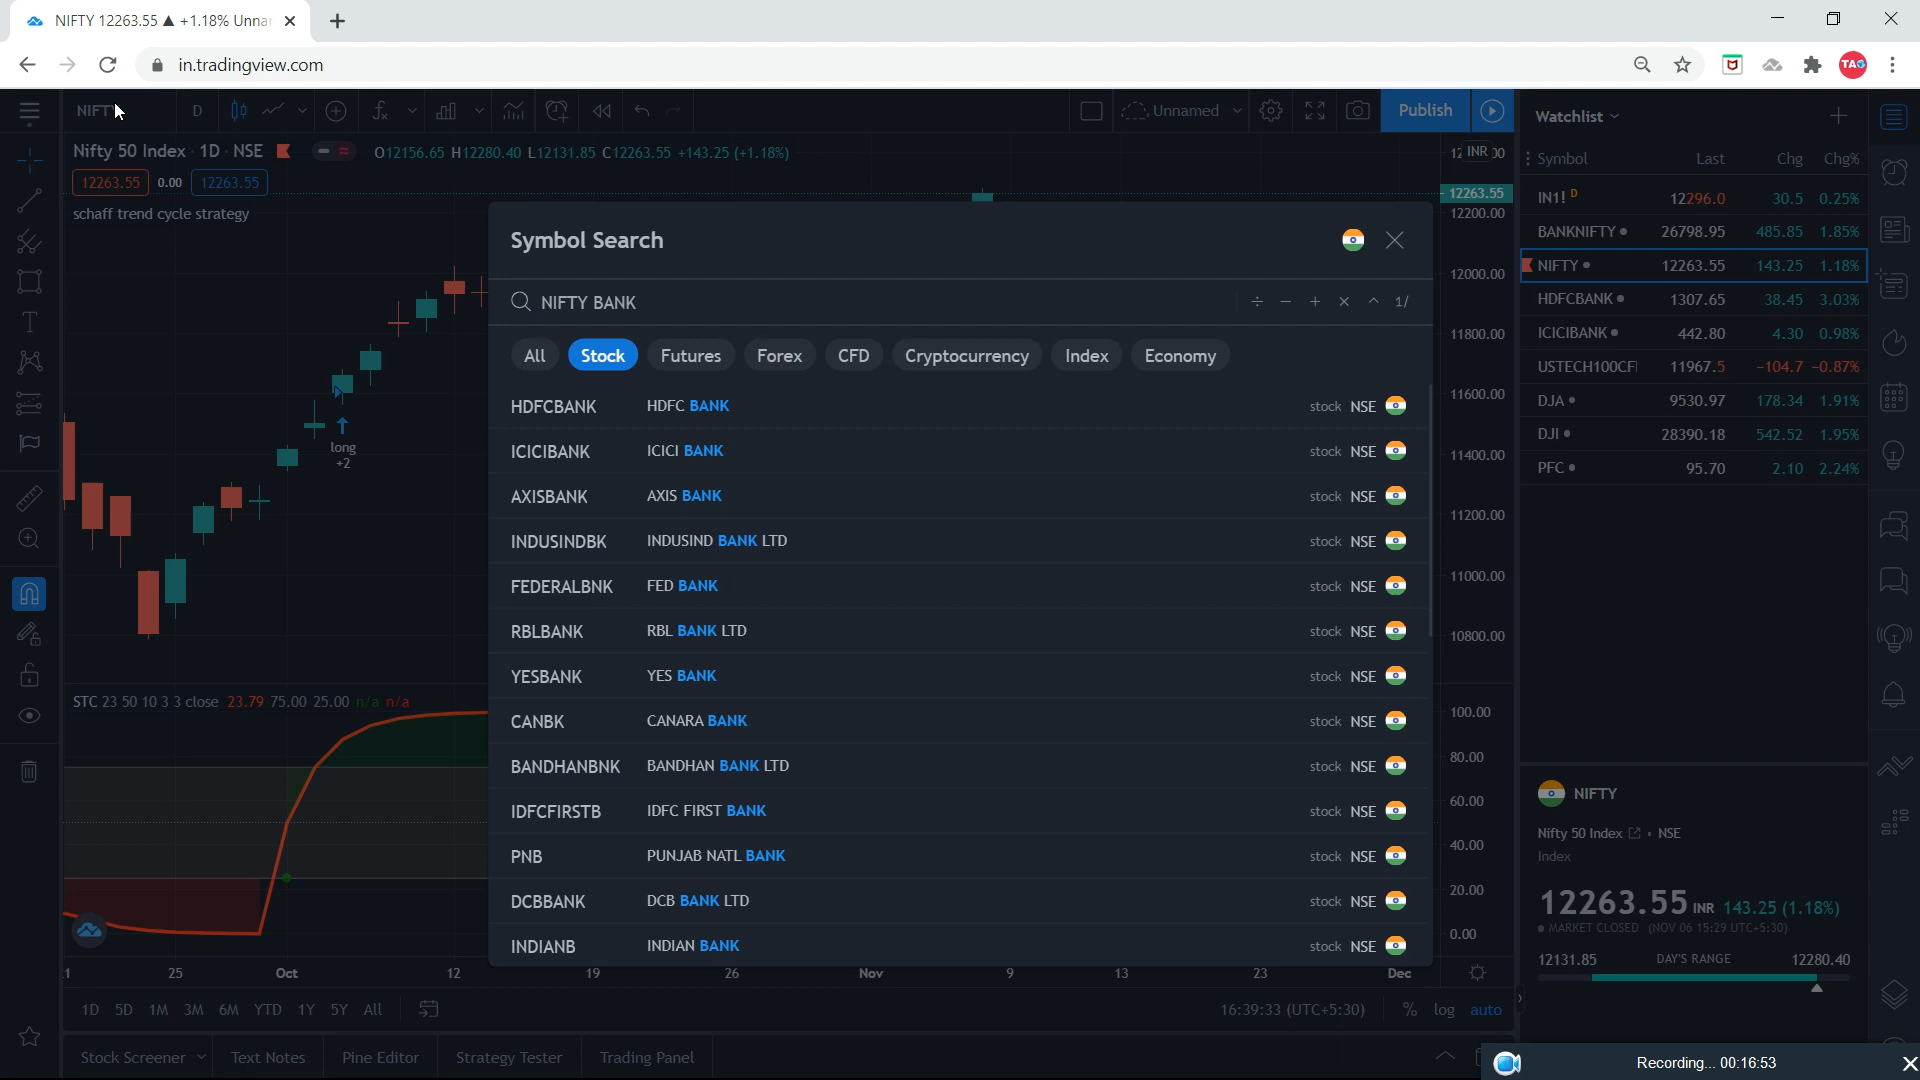 NIFTY 12263.55 ▲ +1.18% Unna
in.tradingview.com
TAG
NIFTY D Unnamed Publish
Nifty 50 Index · 1D · NSE O12156.65 H12280.40 L12131.85 C12263.55 +143.25 (+1.18%)
12263.55 0.00 12263.55
schaff trend cycle strategy
long
+2
STC 23 50 10 3 3 close 23.79 75.00 25.00 n/a n/a
Symbol Search
NIFTY BANK ÷ − + × ^ 1/
All Stock Futures Forex CFD Cryptocurrency Index Economy
HDFCBANK HDFC BANK stock NSE
ICICIBANK ICICI BANK stock NSE
AXISBANK AXIS BANK stock NSE
INDUSINDBK INDUSIND BANK LTD stock NSE
FEDERALBNK FED BANK stock NSE
RBLBANK RBL BANK LTD stock NSE
YESBANK YES BANK stock NSE
CANBK CANARA BANK stock NSE
BANDHANBNK BANDHAN BANK LTD stock NSE
IDFCFIRSTB IDFC FIRST BANK stock NSE
PNB PUNJAB NATL BANK stock NSE
DCBBANK DCB BANK LTD stock NSE
INDIANB INDIAN BANK stock NSE
INR
12263.55
12200.00
12000.00
11800.00
11600.00
11400.00
11200.00
11000.00
10800.00
100.00
80.00
60.00
40.00
20.00
0.00
25 Oct 12 19 26 Nov 9 13 23 Dec
1D 5D 1M 3M 6M YTD 1Y 5Y All 16:39:33 (UTC+5:30) % log auto
Stock Screener Text Notes Pine Editor Strategy Tester Trading Panel
Watchlist
Symbol Last Chg Chg%
IN1! D 12296.0 30.5 0.25%
BANKNIFTY 26798.95 485.85 1.85%
NIFTY 12263.55 143.25 1.18%
HDFCBANK 1307.65 38.45 3.03%
ICICIBANK 442.80 4.30 0.98%
USTECH100CFI 11967.5 −104.7 −0.87%
DJA 9530.97 178.34 1.91%
DJI 28390.18 542.52 1.95%
PFC 95.70 2.10 2.24%
NIFTY
Nifty 50 Index • NSE
Index
12263.55 INR 143.25 (1.18%)
MARKET CLOSED (NOV 06 15:29 UTC+5:30)
12131.85 DAY'S RANGE 12280.40
Recording... 00:16:53